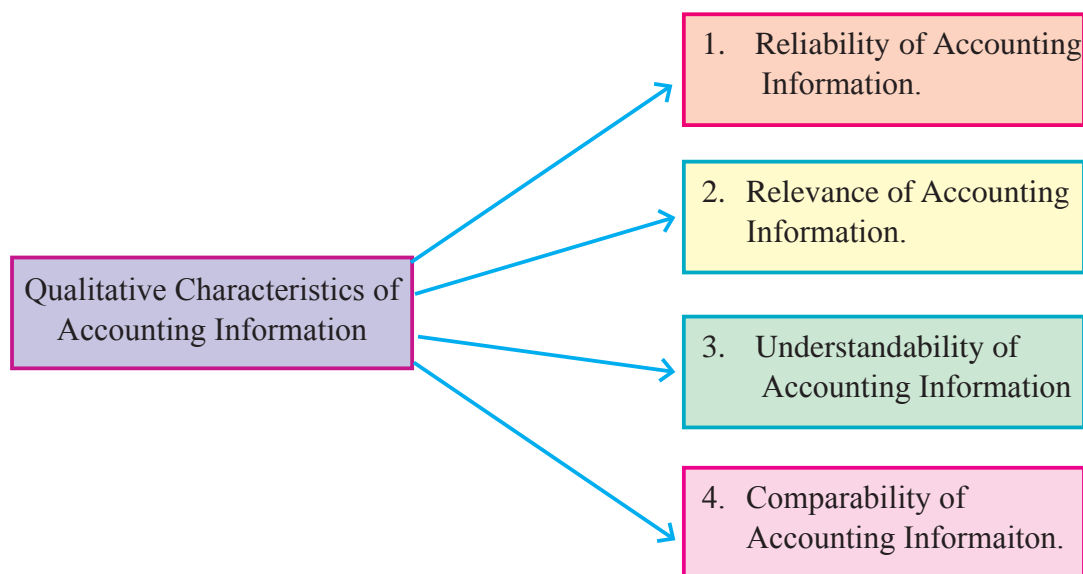 Qualitative Characteristics of
Accounting Information
1. Reliability of Accounting
Information.
2. Relevance of Accounting
Information.
3. Understandability of
Accounting Information
4. Comparability of
Accounting Informaiton.